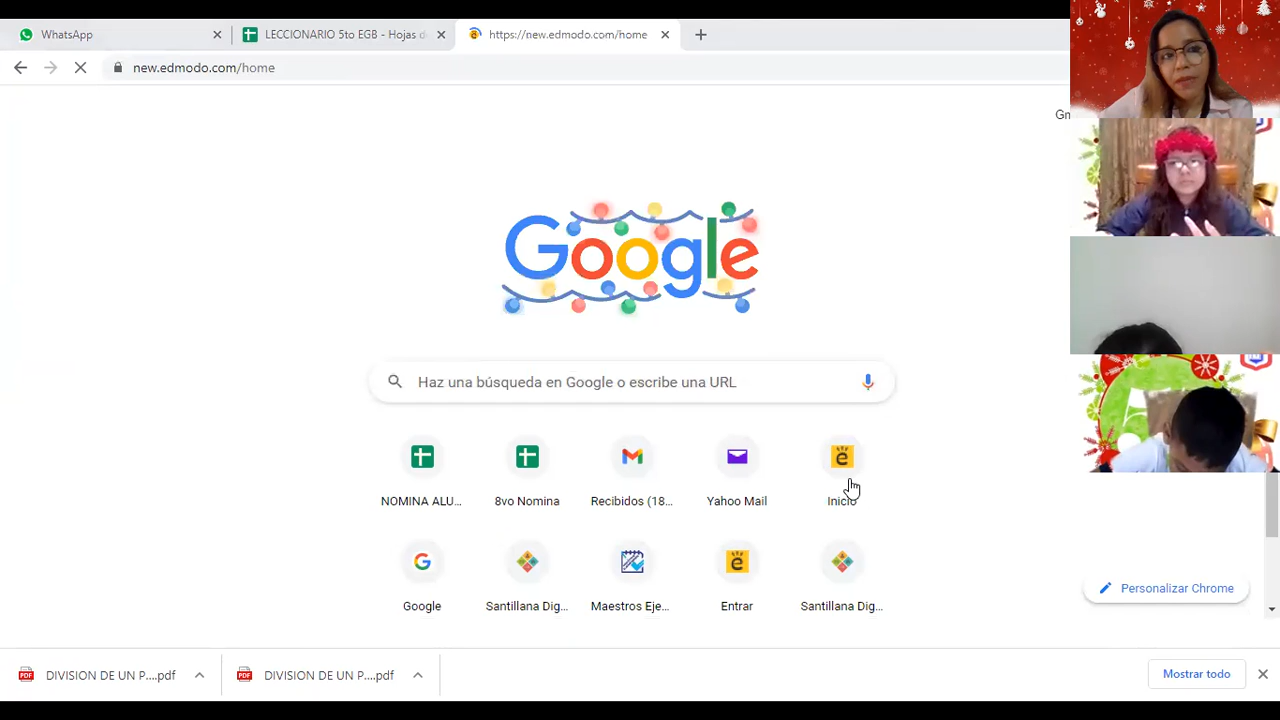 WhatsApp
LECCIONARIO 5to EGB - Hojas d
https://new.edmodo.com/home
new.edmodo.com/home
Gm
Google
Haz una búsqueda en Google o escribe una URL
NOMINA ALU...
8vo Nomina
Recibidos (18...
Yahoo Mail
Inicio
Google
Santillana Dig...
Maestros Eje...
Entrar
Santillana Dig...
Personalizar Chrome
DIVISION DE UN P....pdf
DIVISION DE UN P....pdf
Mostrar todo